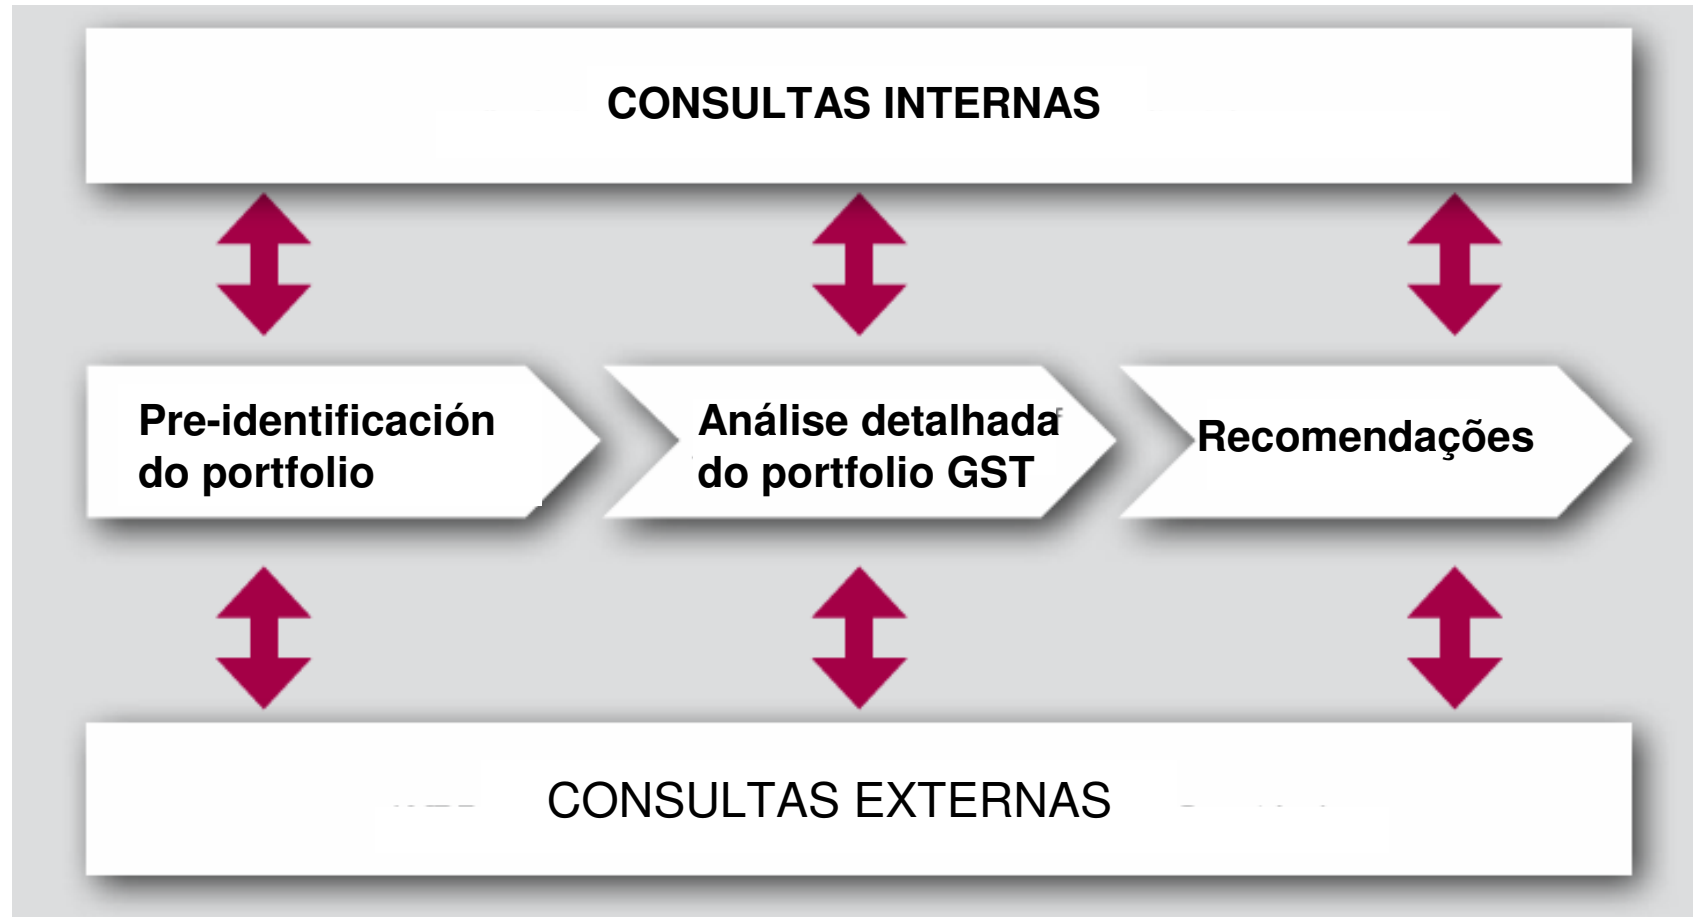 CONSULTAS INTERNAS
Pre-identificación
do portfolio
Análise detalhada
do portfolio GST
Recomendações
CONSULTAS EXTERNAS